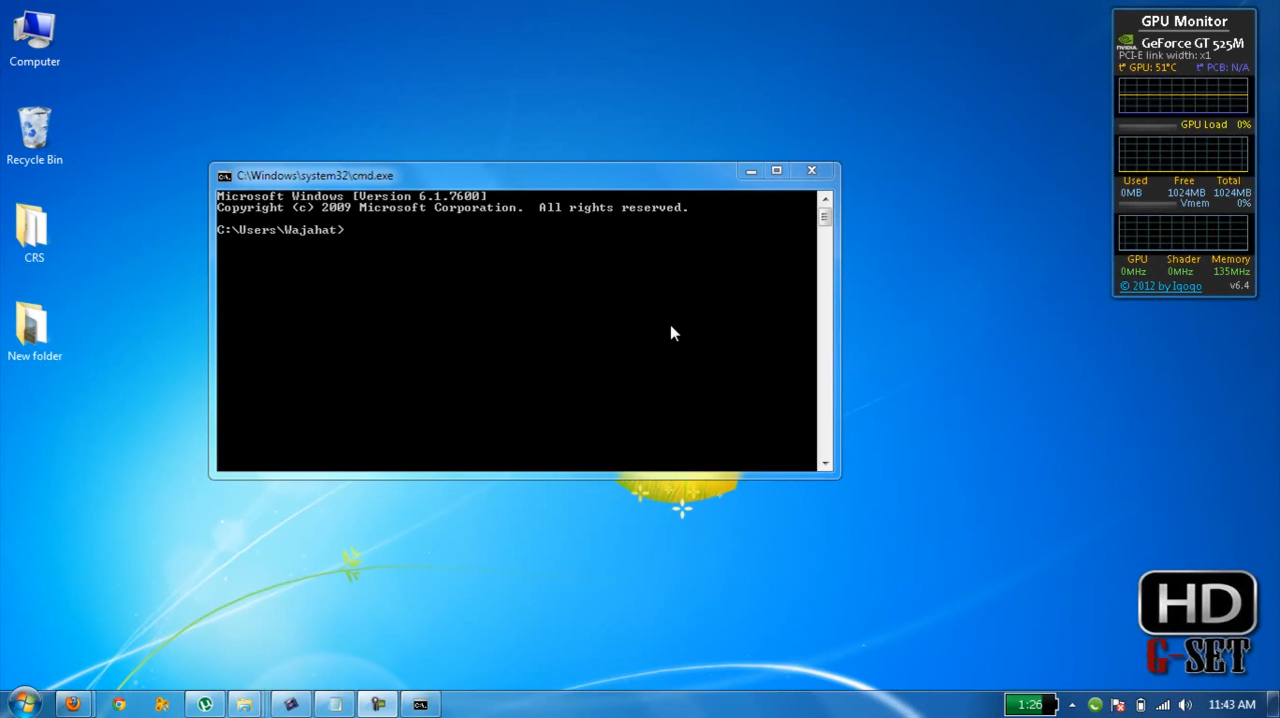 Computer
Recycle Bin
CRS
New folder
C:\Windows\system32\cmd.exe
Microsoft Windows [Version 6.1.7600]
Copyright (c) 2009 Microsoft Corporation.  All rights reserved.
C:\Users\Wajahat>
GPU Monitor
NVIDIA
GeForce GT 525M
PCI-E link width: x1
t° GPU: 51°C t° PCB: N/A
GPU Load 0%
Used Free Total
0MB 1024MB 1024MB
Vmem 0%
GPU Shader Memory
0MHz 0MHz 135MHz
© 2012 by Igogo v6.4
HD
G-SET
1:26
11:43 AM